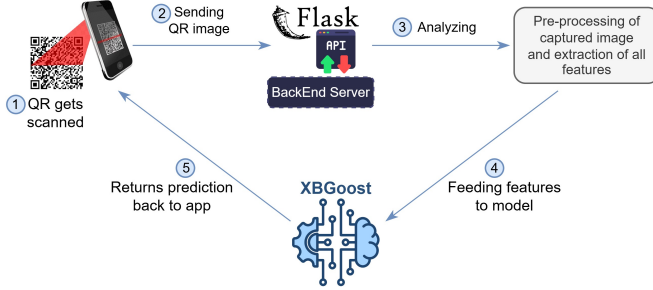 1 QR gets
scanned
2 Sending
QR image
Flask
API
BackEnd Server
3 Analyzing
Pre-processing of
captured image
and extraction of all
features
4
Feeding features
to model
XBGoost
5
Returns prediction
back to app